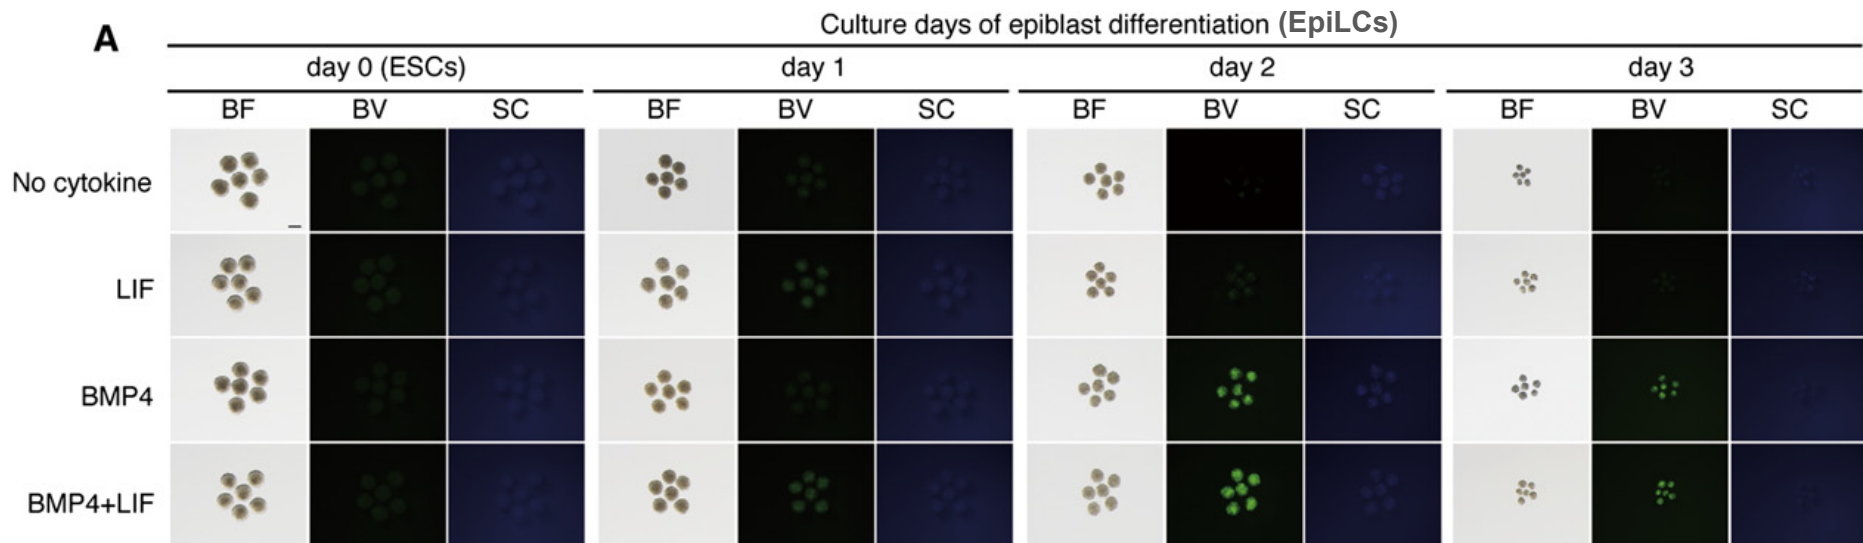 A
Culture days of epiblast differentiation (EpiLCs)
day 0 (ESCs) day 1 day 2 day 3
BF BV SC BF BV SC BF BV SC BF BV SC
No cytokine
LIF
BMP4
BMP4+LIF